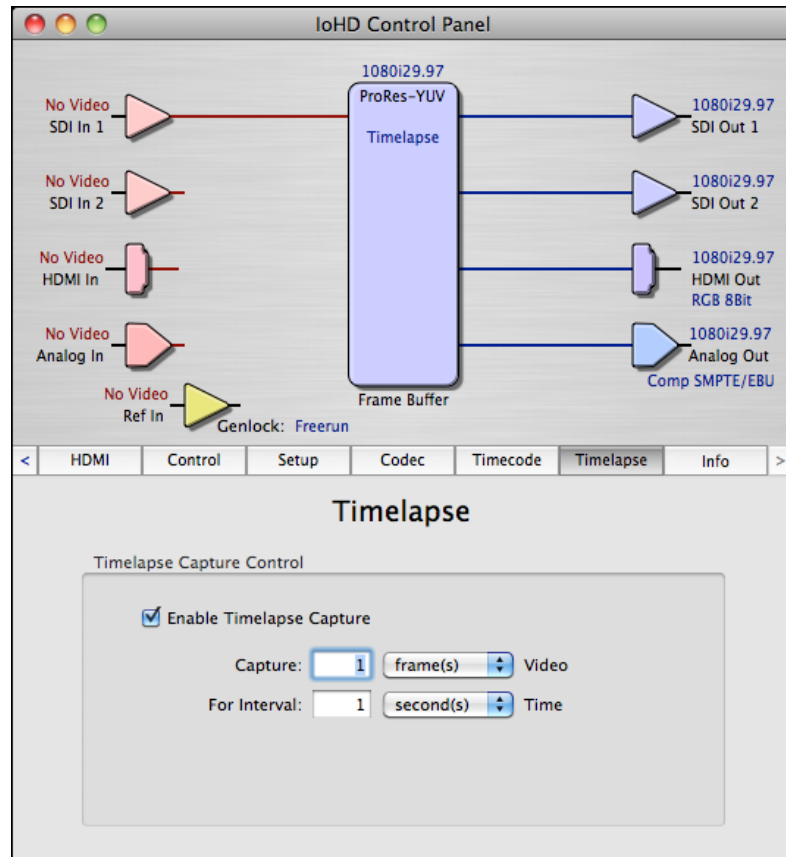 IoHD Control Panel
1080i29.97
ProRes-YUV
Timelapse
No Video
SDI In 1
1080i29.97
SDI Out 1
No Video
SDI In 2
1080i29.97
SDI Out 2
No Video
HDMI In
1080i29.97
HDMI Out
RGB 8Bit
No Video
Analog In
1080i29.97
Analog Out
Comp SMPTE/EBU
No Video
Ref In
Genlock: Freerun
Frame Buffer
< HDMI Control Setup Codec Timecode Timelapse Info >
Timelapse
Timelapse Capture Control
Enable Timelapse Capture
Capture: 1 frame(s) Video
For Interval: 1 second(s) Time